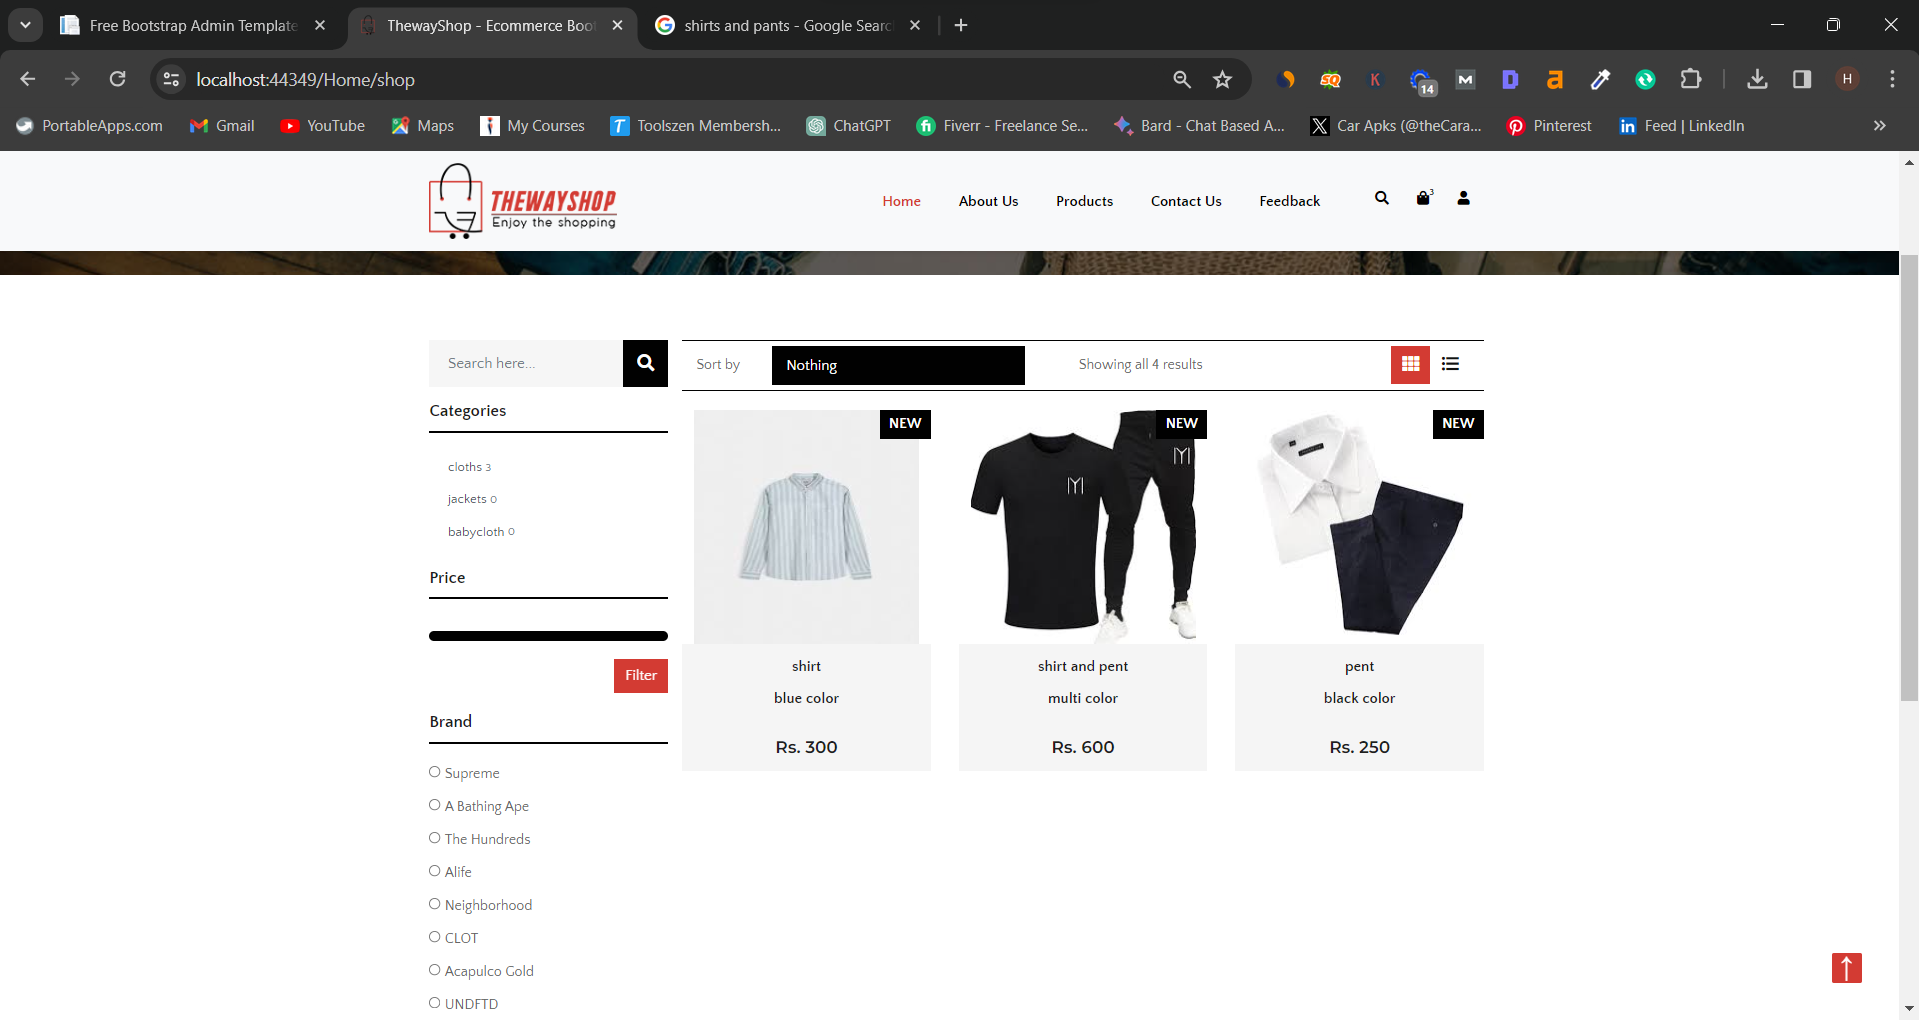 Free Bootstrap Admin Template
ThewayShop - Ecommerce Boot
shirts and pants - Google Searc
localhost:44349/Home/shop
14
H
PortableApps.com
Gmail
YouTube
Maps
My Courses
Toolszen Membersh...
ChatGPT
Fiverr - Freelance Se...
Bard - Chat Based A...
Car Apks (@theCara...
Pinterest
Feed | LinkedIn
THEWAYSHOP
Enjoy the shopping
Home
About Us
Products
Contact Us
Feedback
3
Search here...
Sort by
Nothing
Showing all 4 results
Categories
cloths 3
jackets 0
babycloth 0
Price
Filter
Brand
Supreme
A Bathing Ape
The Hundreds
Alife
Neighborhood
CLOT
Acapulco Gold
UNDFTD
NEW
shirt
blue color
Rs. 300
NEW
shirt and pent
multi color
Rs. 600
NEW
pent
black color
Rs. 250